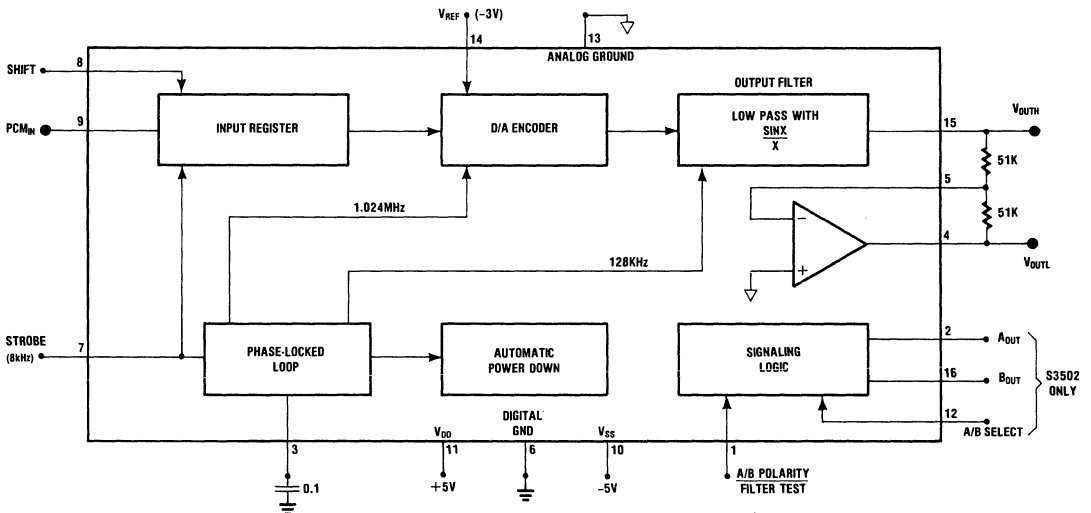 VREF (-3V)
14
13
ANALOG GROUND
SHIFT
8
PCMIN
9
INPUT REGISTER
D/A ENCODER
OUTPUT FILTER
LOW PASS WITH
SINX
X
15
VOUTH
51K
5
51K
4
VOUTL
−
+
1.024MHz
128KHz
STROBE
(8kHz)
7
PHASE-LOCKED
LOOP
AUTOMATIC
POWER DOWN
SIGNALING
LOGIC
2
AOUT
16
BOUT
12
A/B SELECT
S3502
ONLY
3
0.1
VDD
11
+5V
DIGITAL
GND
6
VSS
10
-5V
1
A/B POLARITY
FILTER TEST